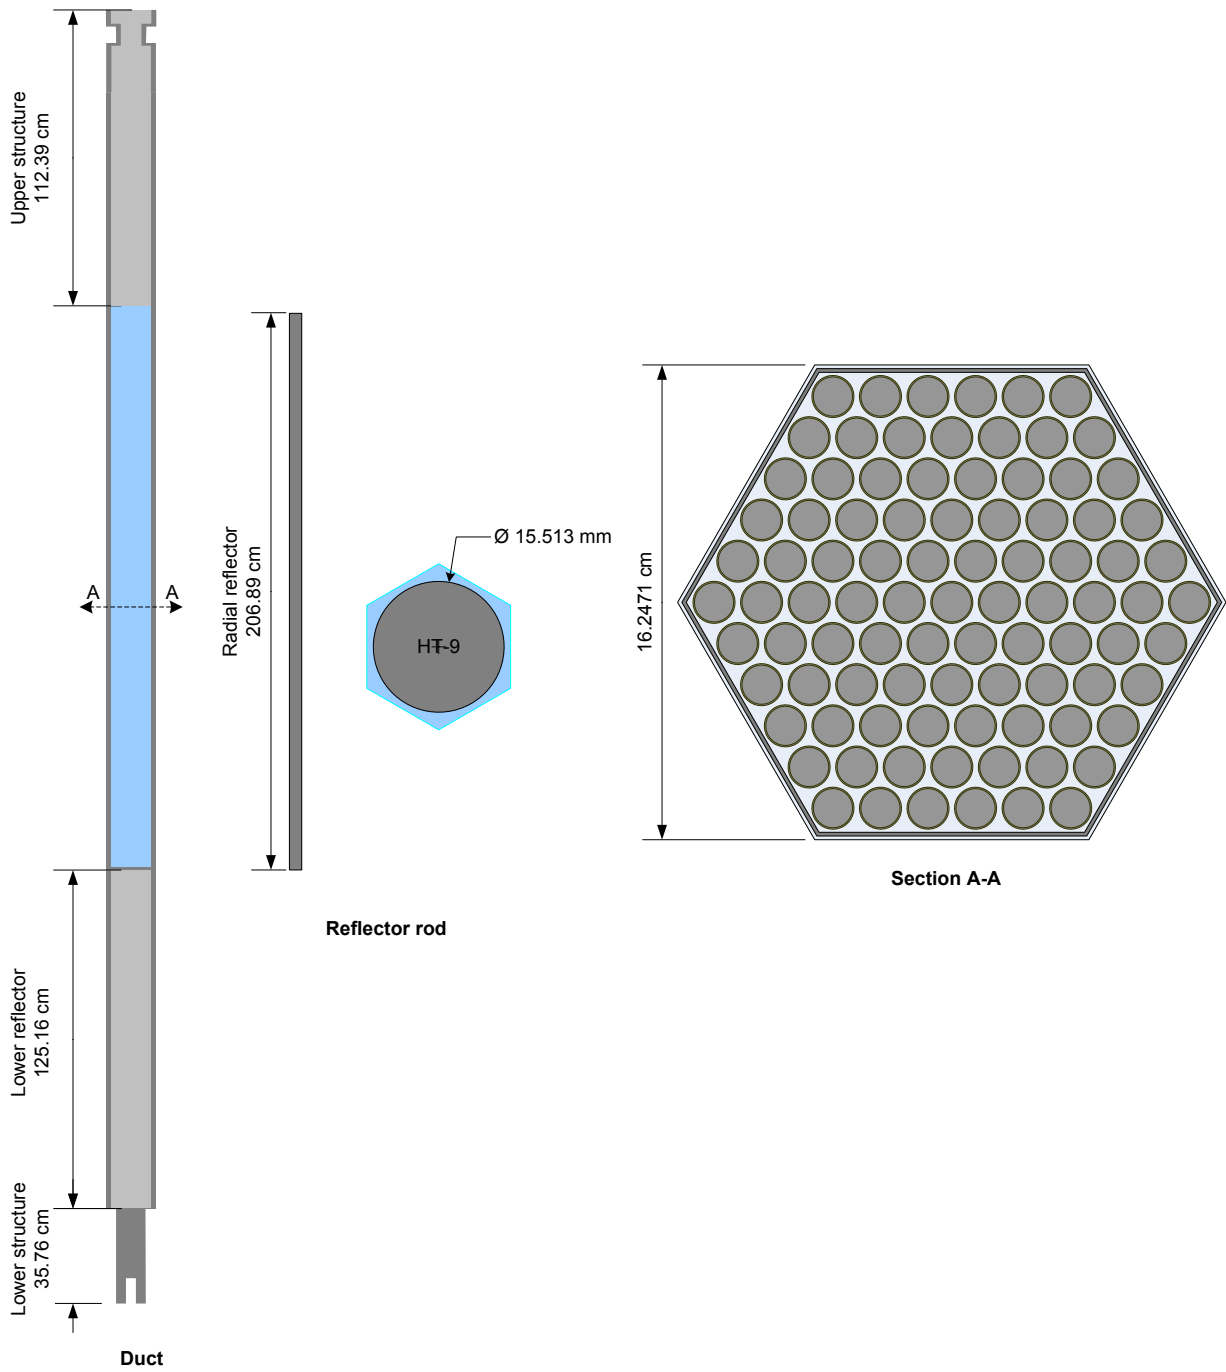 Upper structure
112.39 cm
A
A
Radial reflector
206.89 cm
Ø 15.513 mm
HT-9
16.2471 cm
Section A-A
Reflector rod
Lower reflector
125.16 cm
Lower structure
35.76 cm
Duct